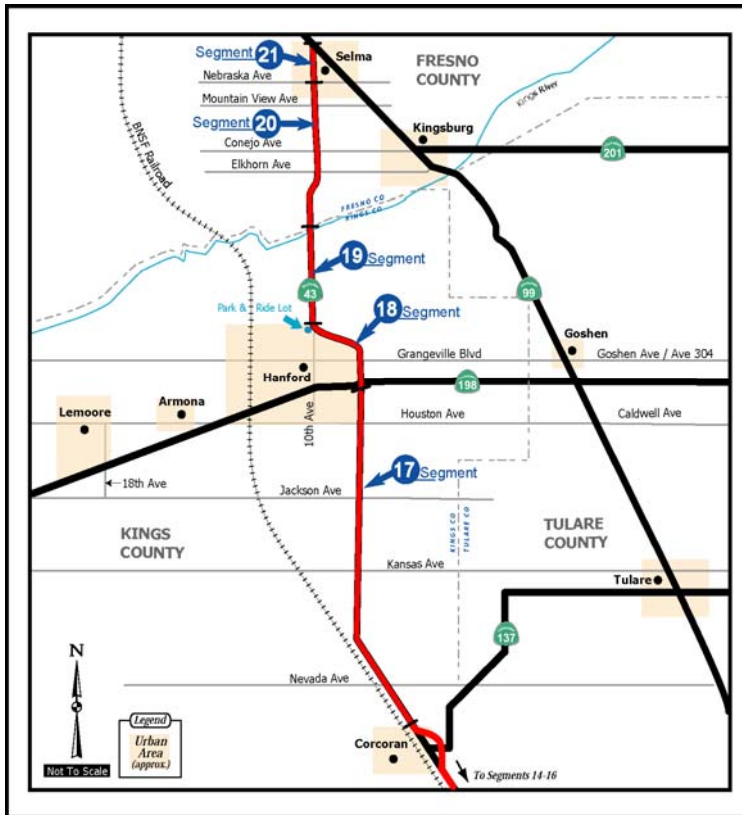 Segment 21
Selma
FRESNO
COUNTY
Nebraska Ave
Mountain View Ave
Kings River
Segment 20
Kingsburg
Conejo Ave
201
Elkhorn Ave
BNSF Railroad
FRESNO CO
KINGS CO
19 Segment
43
99
Park & Ride Lot
18 Segment
Goshen
Grangeville Blvd
Goshen Ave / Ave 304
Hanford
198
Armona
Lemoore
10th Ave
Houston Ave
Caldwell Ave
17 Segment
18th Ave
Jackson Ave
KINGS
COUNTY
KINGS CO
TULARE CO
TULARE
COUNTY
Kansas Ave
Tulare
137
N
Nevada Ave
Legend
Urban
Area
(approx.)
Corcoran
Not To Scale
To Segments 14-16